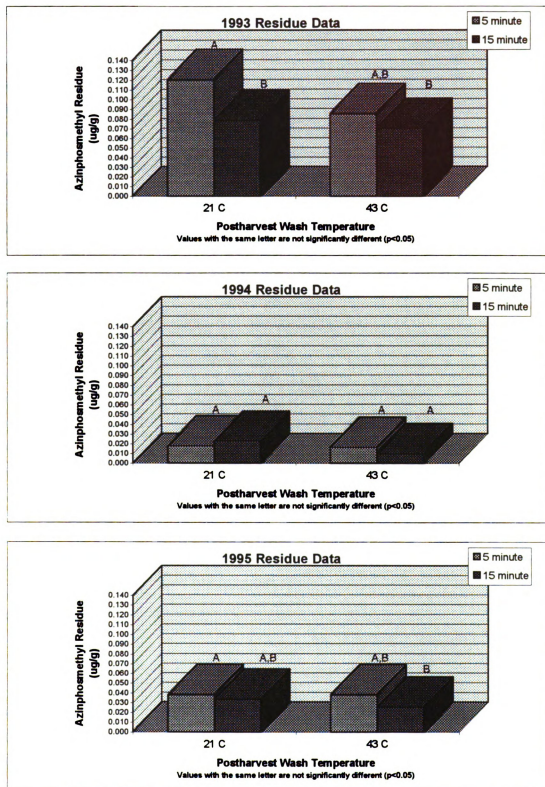 1993 Residue Data
5 minute
15 minute
Azinphosmethyl Residue
(ug/g)
0.140
0.130
0.120
0.110
0.100
0.090
0.080
0.070
0.060
0.050
0.040
0.030
0.020
0.010
0.000
A
B
A,B
B
21 C
43 C
Postharvest Wash Temperature
Values with the same letter are not significantly different (p<0.05)
1994 Residue Data
5 minute
15 minute
Azinphosmethyl Residue
(ug/g)
0.140
0.130
0.120
0.110
0.100
0.090
0.080
0.070
0.060
0.050
0.040
0.030
0.020
0.010
0.000
A
A
A
A
21 C
43 C
Postharvest Wash Temperature
Values with the same letter are not significantly different (p<0.05)
1995 Residue Data
5 minute
15 minute
Azinphosmethyl Residue
(ug/g)
0.140
0.130
0.120
0.110
0.100
0.090
0.080
0.070
0.060
0.050
0.040
0.030
0.020
0.010
0.000
A
A,B
A,B
B
21 C
43 C
Postharvest Wash Temperature
Values with the same letter are not significantly different (p<0.05)